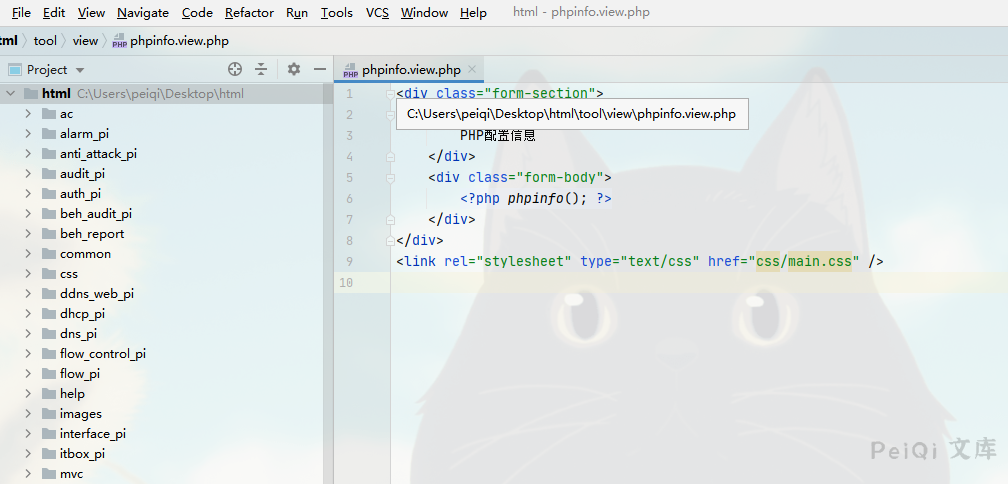 File Edit View Navigate Code Refactor Run Tools VCS Window Help html - phpinfo.view.php
tml tool view phpinfo.view.php
Project
phpinfo.view.php
html C:\Users\peiqi\Desktop\html
ac
alarm_pi
anti_attack_pi
audit_pi
auth_pi
beh_audit_pi
beh_report
common
css
ddns_web_pi
dhcp_pi
dns_pi
flow_control_pi
flow_pi
help
images
interface_pi
itbox_pi
mvc
1 <div class="form-section">
2
C:\Users\peiqi\Desktop\html\tool\view\phpinfo.view.php
3 PHP配置信息
4 </div>
5 <div class="form-body">
6 <?php phpinfo(); ?>
7 </div>
8 </div>
9 <link rel="stylesheet" type="text/css" href="css/main.css" />
10
PeiQi 文库